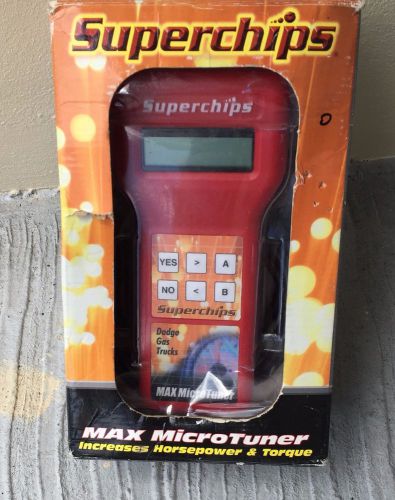 Superchips
D
Superchips
YES > A
NO < B
Superchips
Dodge
Gas
Trucks
MAX MicroTuner
MAX MicroTuner
Increases Horsepower & Torque